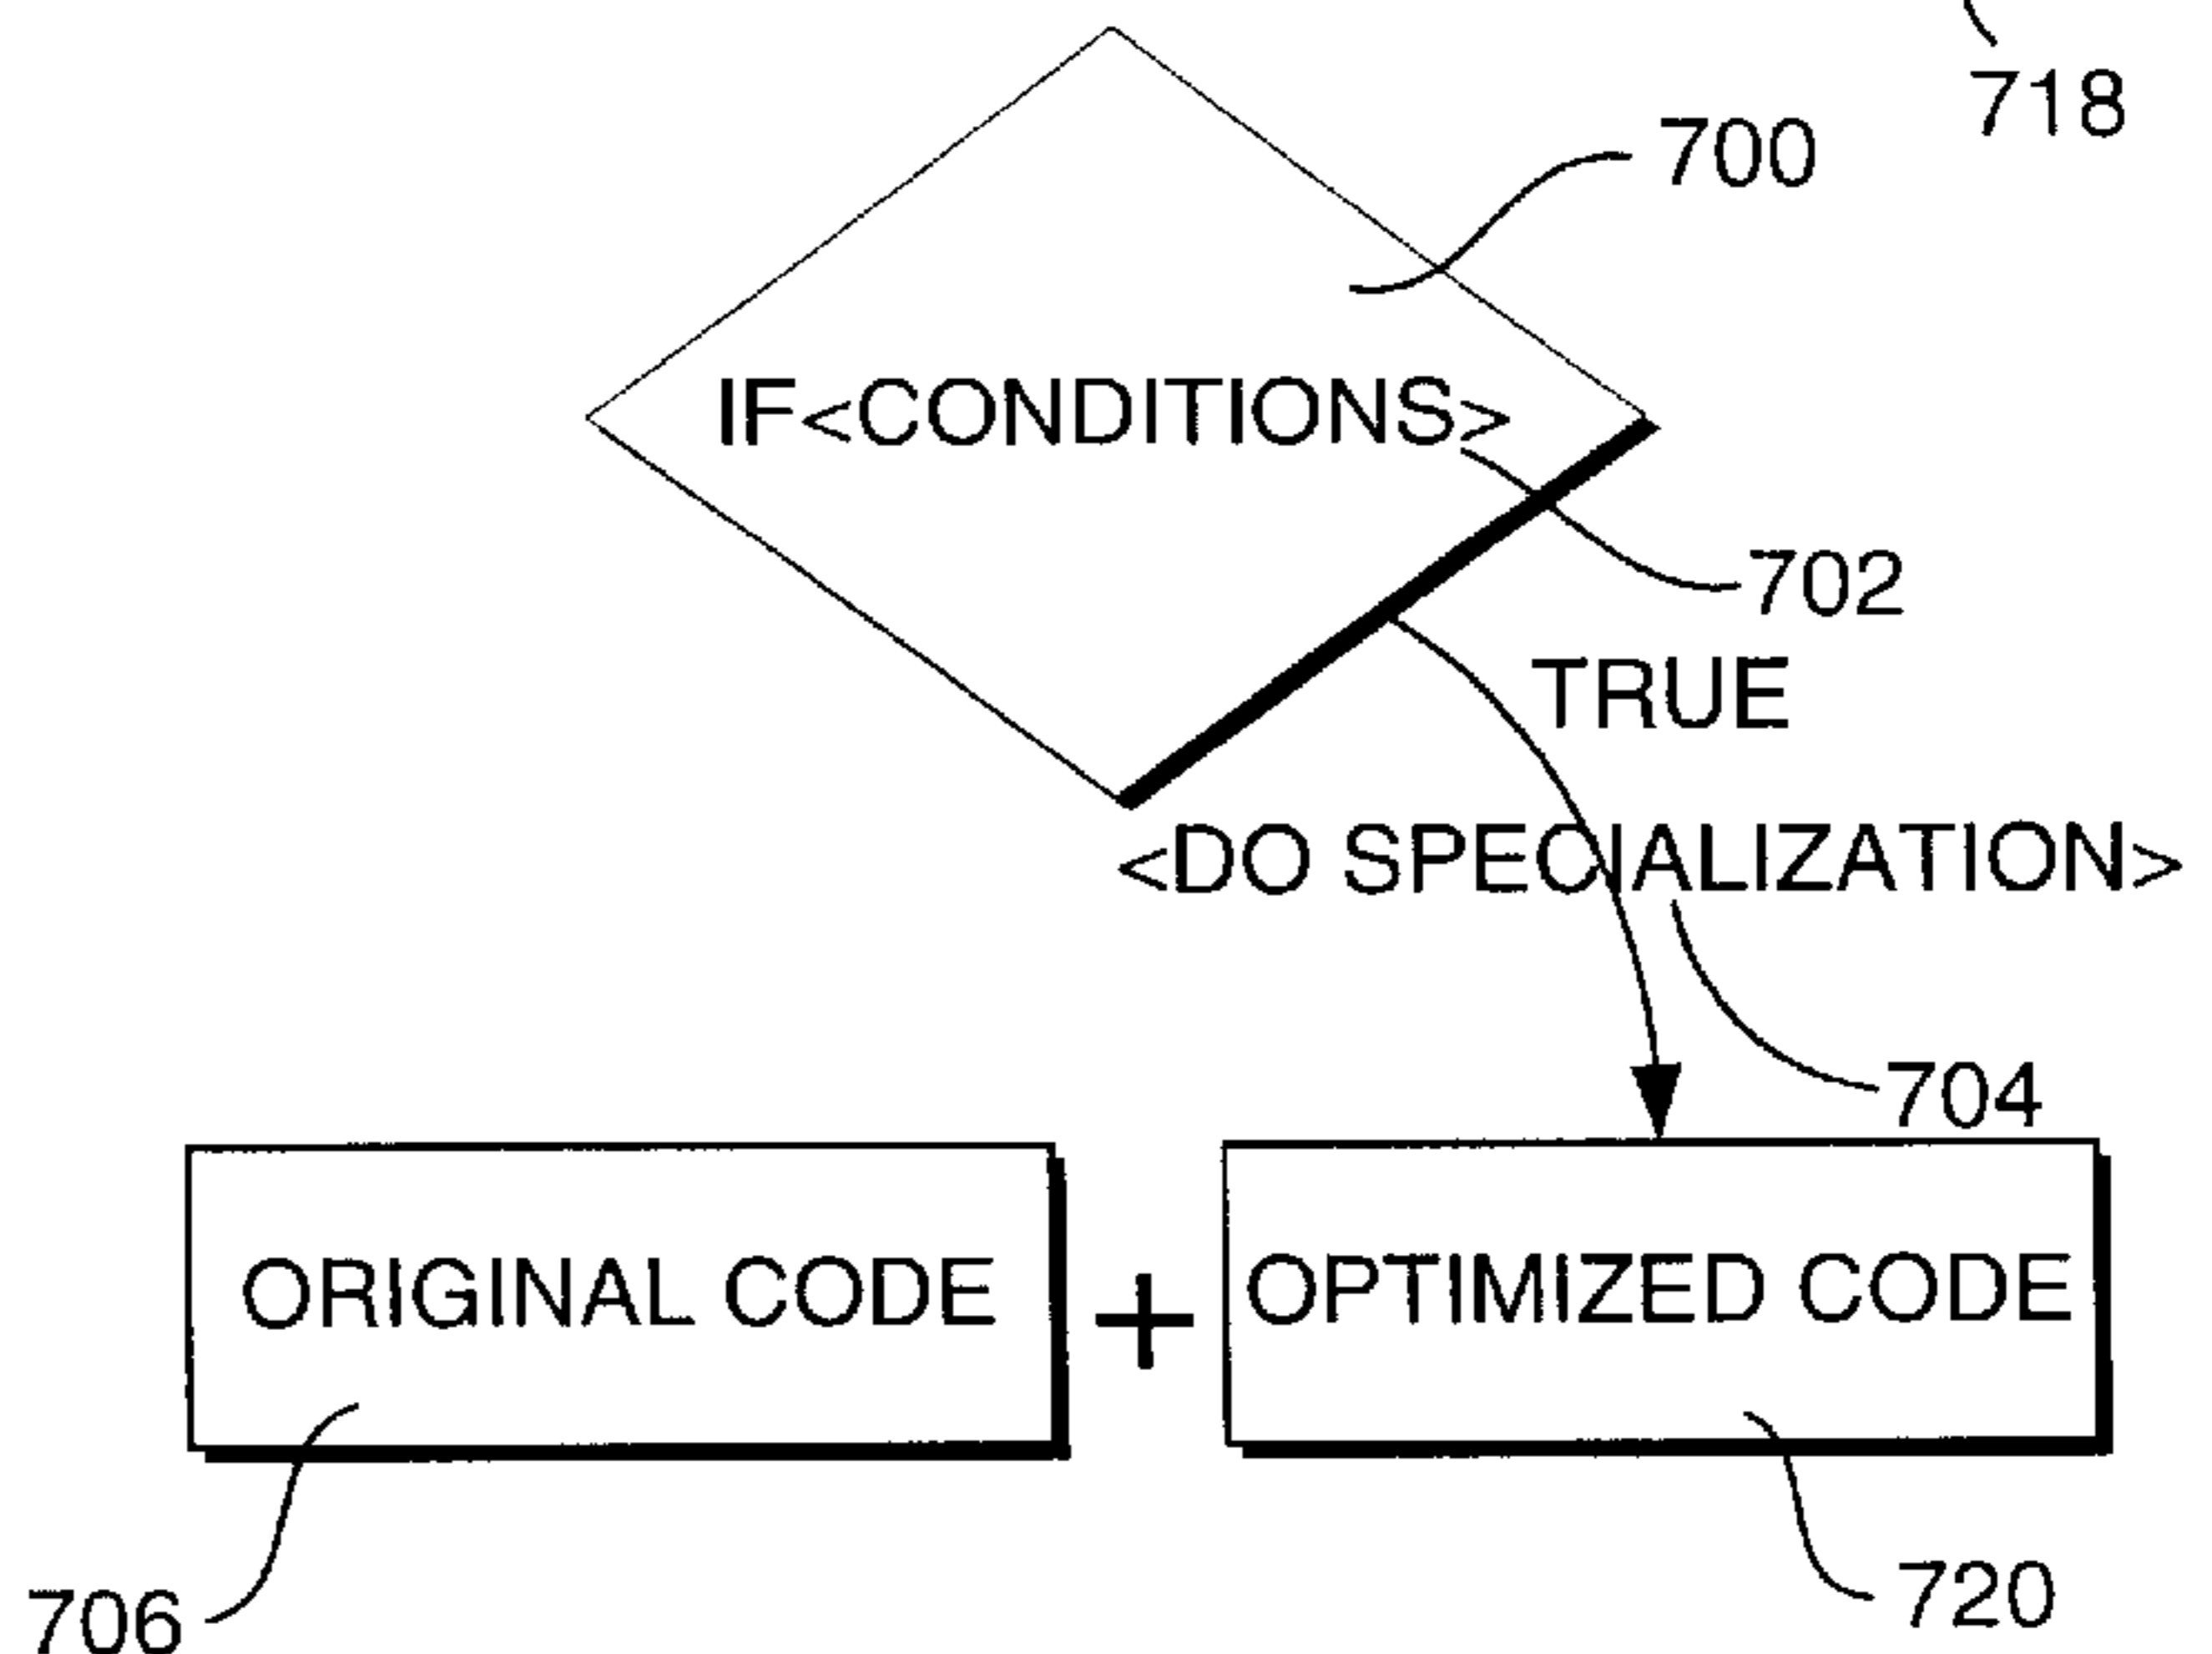 718
700
IF<CONDITIONS>
702
TRUE
<DO SPECIALIZATION>
704
ORIGINAL CODE + OPTIMIZED CODE
706
720